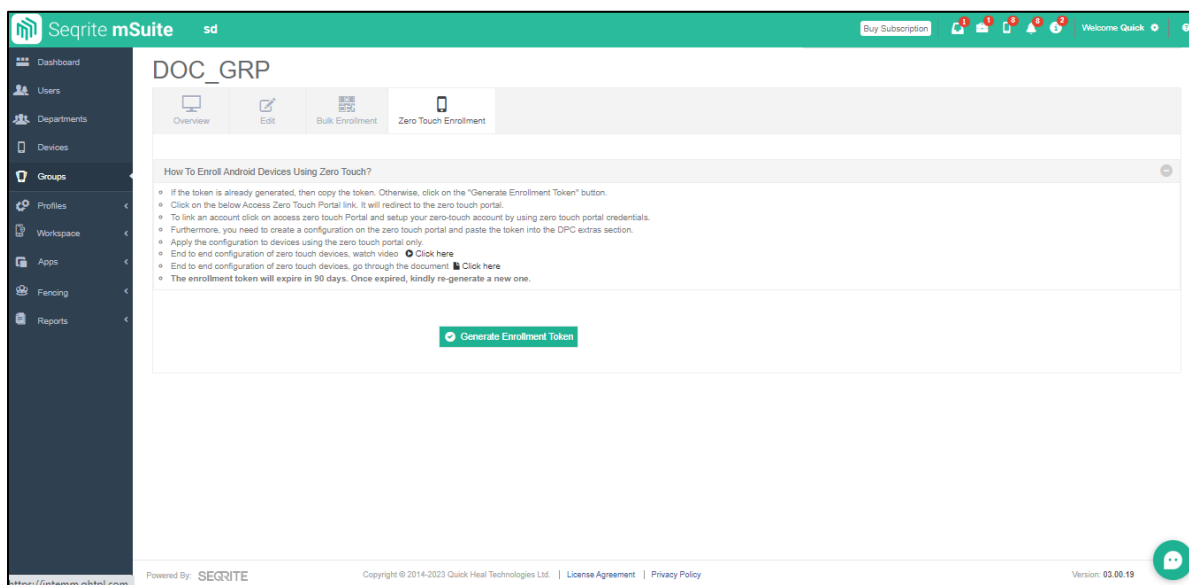 Seqrite mSuite sd Buy Subscription 1 1 8 8 2 Welcome Quick
Dashboard
Users
Departments
Devices
Groups
Profiles
Workspace
Apps
Fencing
Reports
DOC_GRP
Overview Edit Bulk Enrollment Zero Touch Enrollment
How To Enroll Android Devices Using Zero Touch?
If the token is already generated, then copy the token. Otherwise, click on the "Generate Enrollment Token" button.
Click on the below Access Zero Touch Portal link. It will redirect to the zero touch portal.
To link an account click on access zero touch Portal and setup your zero-touch account by using zero touch portal credentials.
Furthermore, you need to create a configuration on the zero touch portal and paste the token into the DPC extras section.
Apply the configuration to devices using the zero touch portal only.
End to end configuration of zero touch devices, watch video Click here
End to end configuration of zero touch devices, go through the document Click here
The enrollment token will expire in 90 days. Once expired, kindly re-generate a new one.
Generate Enrollment Token
Powered By: SEQRITE Copyright © 2014-2023 Quick Heal Technologies Ltd. | License Agreement | Privacy Policy Version: 03.00.19